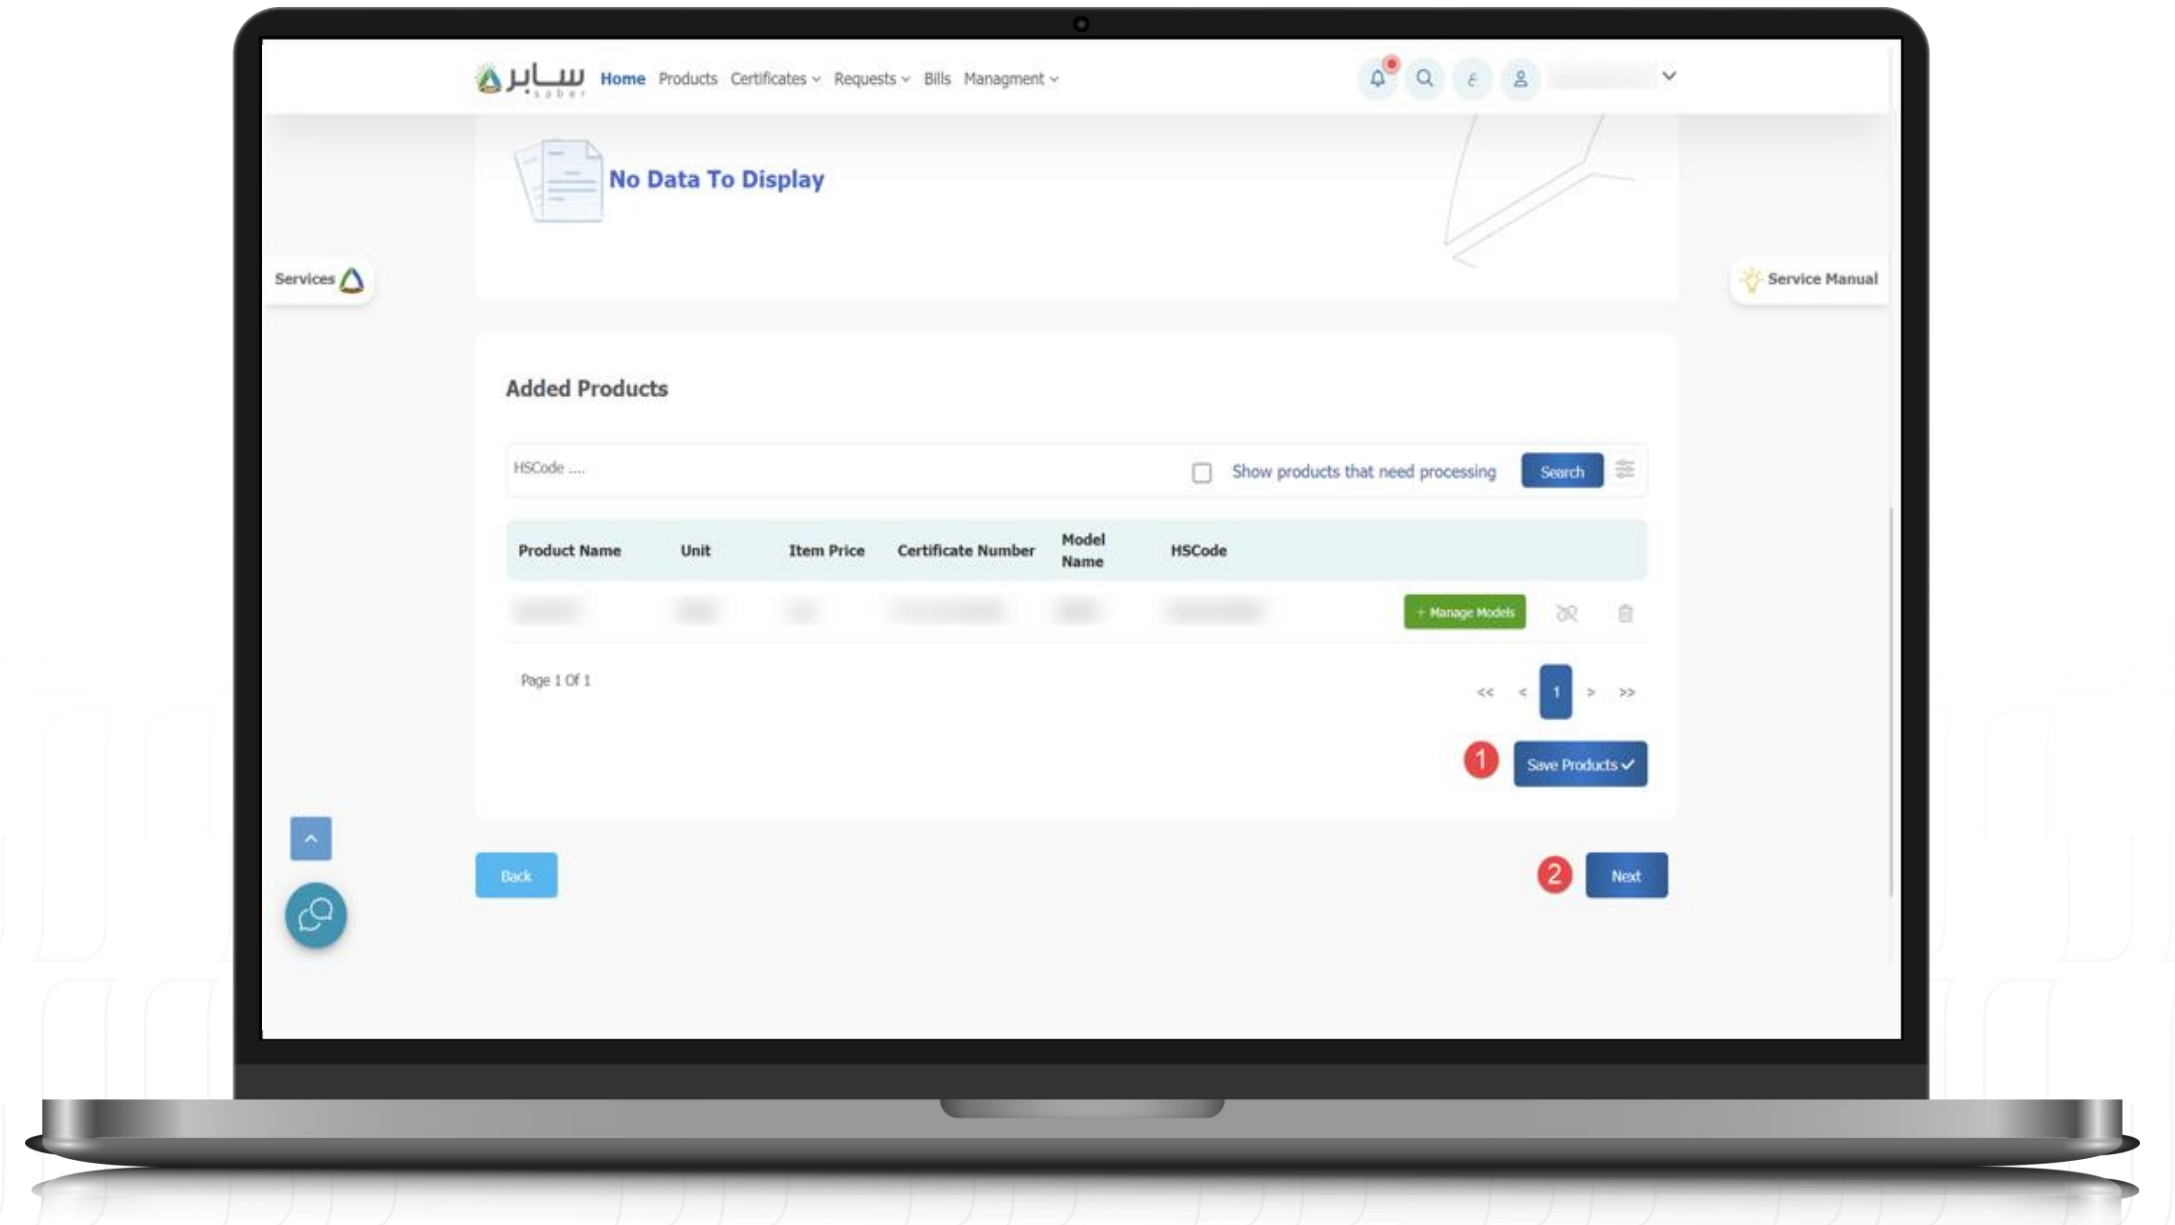 سابر
saber
Home Products Certificates Requests Bills Managment
ع
No Data To Display
Services
Service Manual
Added Products
HSCode ....
Show products that need processing
Search
Product Name Unit Item Price Certificate Number Model Name HSCode
+ Manage Models
Page 1 Of 1
<< < 1 > >>
1
Save Products
Back
2
Next